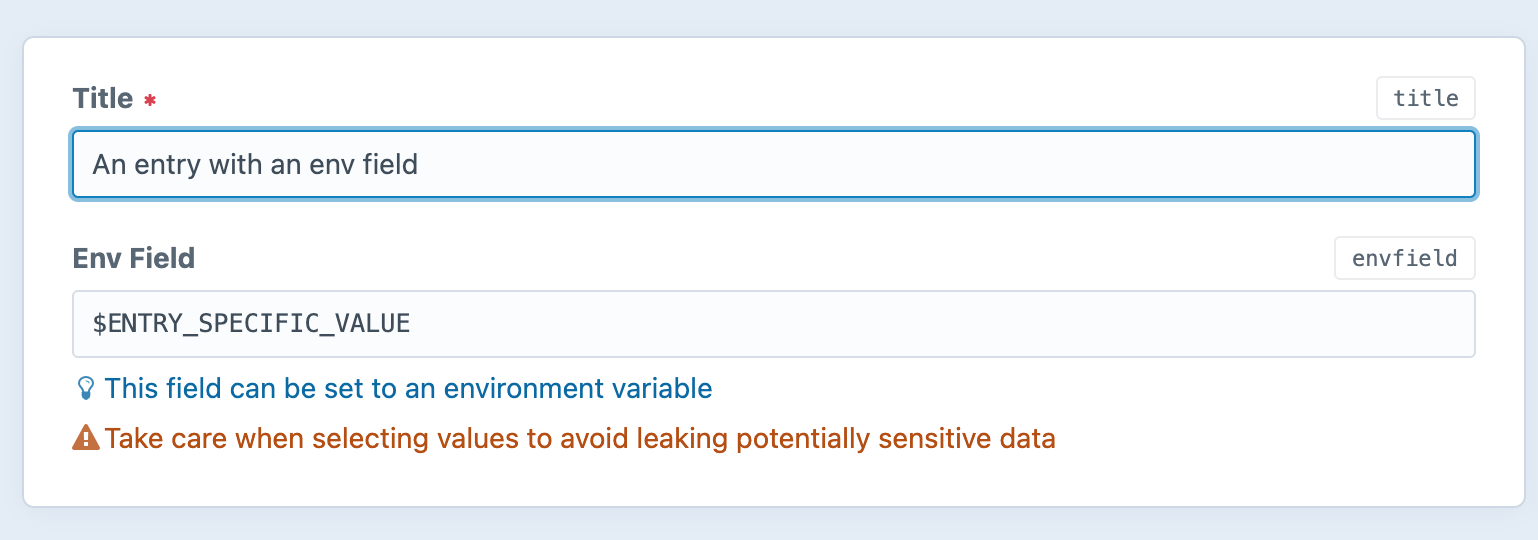 Title *
title
An entry with an env field
Env Field
envfield
$ENTRY_SPECIFIC_VALUE
This field can be set to an environment variable
Take care when selecting values to avoid leaking potentially sensitive data